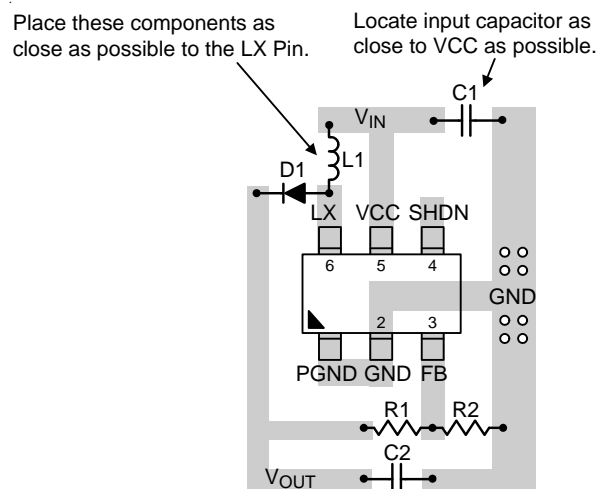 Place these components as
close as possible to the LX Pin.
Locate input capacitor as
close to VCC as possible.
C1
VIN
L1
D1
LX VCC SHDN
6 5 4
GND
2 3
PGND GND FB
R1 R2
C2
VOUT